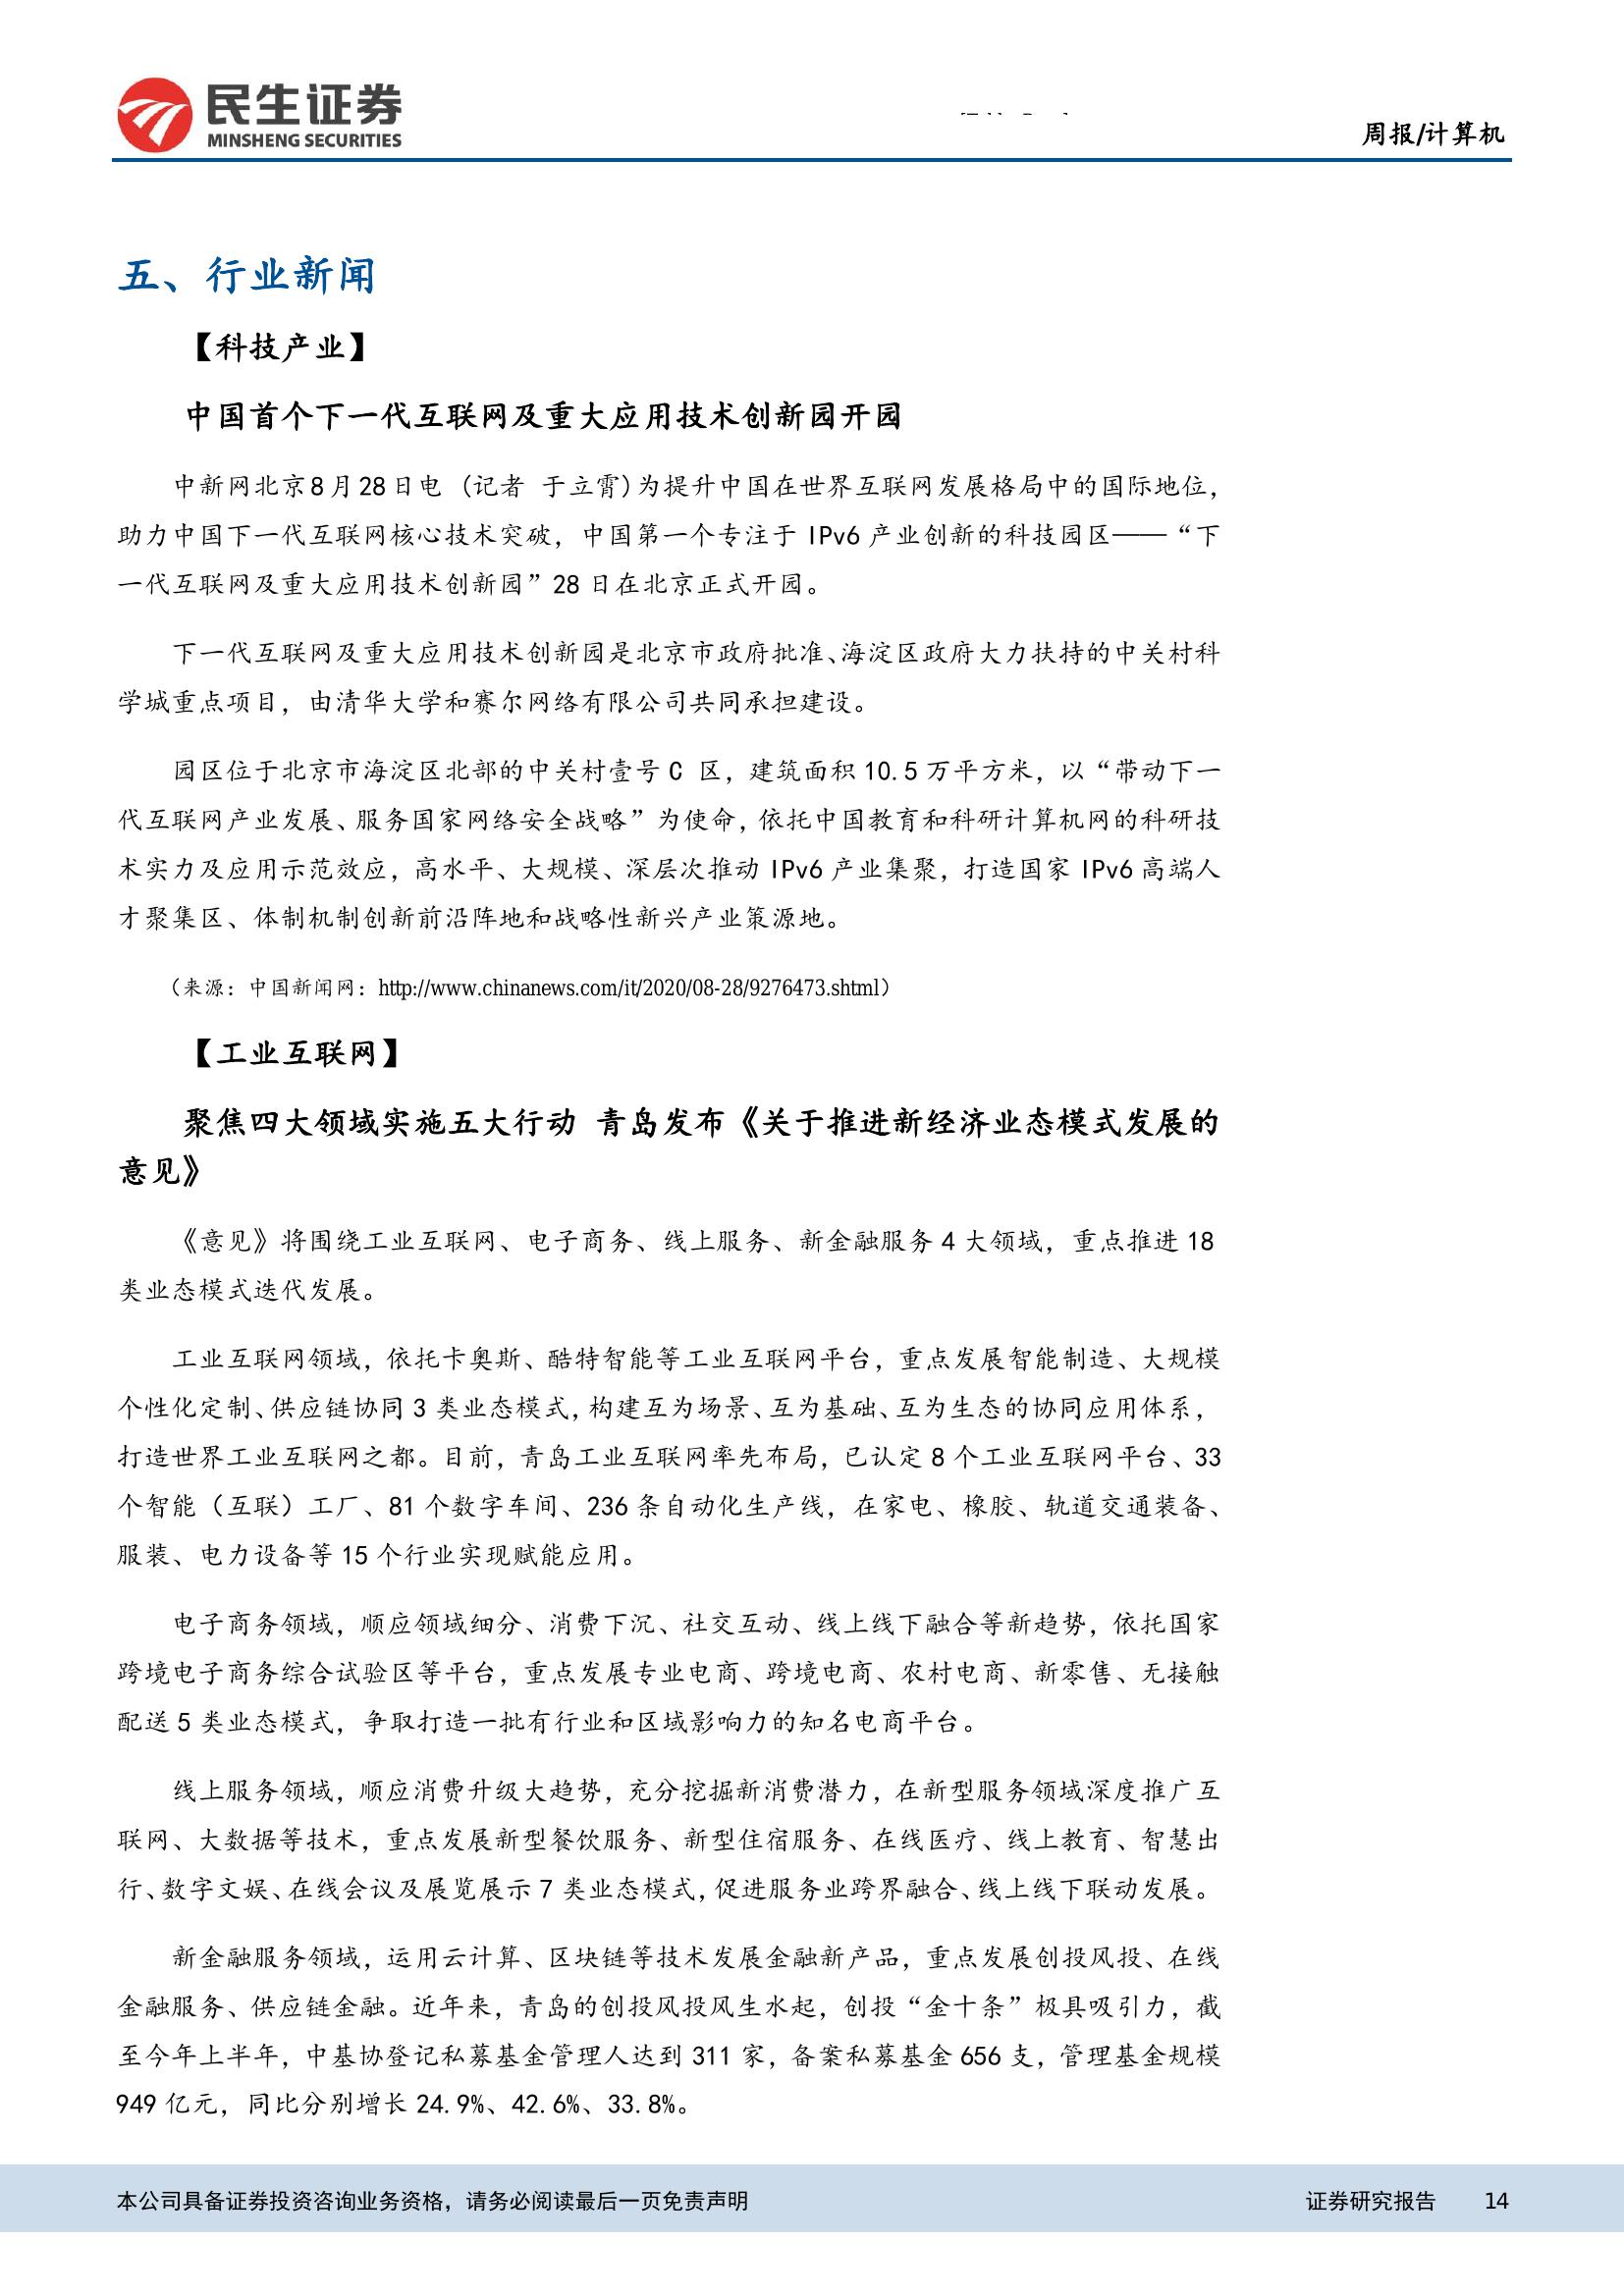 民生证券
MINSHENG SECURITIES
周报/计算机
五、行业新闻
【科技产业】
中国首个下一代互联网及重大应用技术创新园开园
中新网北京8月28日电 (记者 于立霄)为提升中国在世界互联网发展格局中的国际地位，
助力中国下一代互联网核心技术突破，中国第一个专注于 IPv6 产业创新的科技园区——“下
一代互联网及重大应用技术创新园”28 日在北京正式开园。
下一代互联网及重大应用技术创新园是北京市政府批准、海淀区政府大力扶持的中关村科
学城重点项目，由清华大学和赛尔网络有限公司共同承担建设。
园区位于北京市海淀区北部的中关村壹号 C 区，建筑面积 10.5 万平方米，以“带动下一
代互联网产业发展、服务国家网络安全战略”为使命，依托中国教育和科研计算机网的科研技
术实力及应用示范效应，高水平、大规模、深层次推动 IPv6 产业集聚，打造国家 IPv6 高端人
才聚集区、体制机制创新前沿阵地和战略性新兴产业策源地。
（来源：中国新闻网：http://www.chinanews.com/it/2020/08-28/9276473.shtml）
【工业互联网】
聚焦四大领域实施五大行动 青岛发布《关于推进新经济业态模式发展的
意见》
《意见》将围绕工业互联网、电子商务、线上服务、新金融服务 4 大领域，重点推进 18
类业态模式迭代发展。
工业互联网领域，依托卡奥斯、酷特智能等工业互联网平台，重点发展智能制造、大规模
个性化定制、供应链协同 3 类业态模式，构建互为场景、互为基础、互为生态的协同应用体系，
打造世界工业互联网之都。目前，青岛工业互联网率先布局，已认定 8 个工业互联网平台、33
个智能（互联）工厂、81 个数字车间、236 条自动化生产线，在家电、橡胶、轨道交通装备、
服装、电力设备等 15 个行业实现赋能应用。
电子商务领域，顺应领域细分、消费下沉、社交互动、线上线下融合等新趋势，依托国家
跨境电子商务综合试验区等平台，重点发展专业电商、跨境电商、农村电商、新零售、无接触
配送 5 类业态模式，争取打造一批有行业和区域影响力的知名电商平台。
线上服务领域，顺应消费升级大趋势，充分挖掘新消费潜力，在新型服务领域深度推广互
联网、大数据等技术，重点发展新型餐饮服务、新型住宿服务、在线医疗、线上教育、智慧出
行、数字文娱、在线会议及展览展示 7 类业态模式，促进服务业跨界融合、线上线下联动发展。
新金融服务领域，运用云计算、区块链等技术发展金融新产品，重点发展创投风投、在线
金融服务、供应链金融。近年来，青岛的创投风投风生水起，创投“金十条”极具吸引力，截
至今年上半年，中基协登记私募基金管理人达到 311 家，备案私募基金 656 支，管理基金规模
949 亿元，同比分别增长 24.9%、42.6%、33.8%。
本公司具备证券投资咨询业务资格，请务必阅读最后一页免责声明
证券研究报告 14